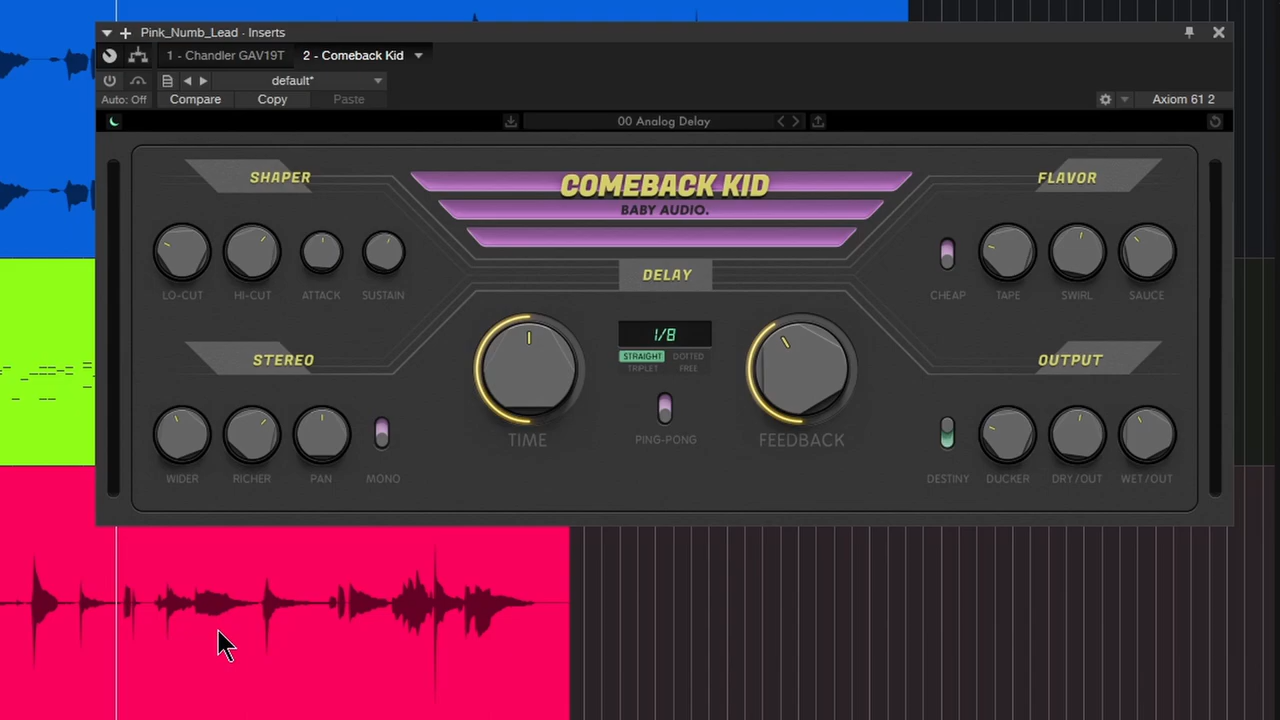 Pink_Numb_Lead - Inserts
1 - Chandler GAV19T 2 - Comeback Kid
default*
Auto: Off Compare Copy Paste Axiom 61 2
00 Analog Delay
SHAPER COMEBACK KID FLAVOR
BABY AUDIO.
DELAY
LO-CUT HI-CUT ATTACK SUSTAIN CHEAP TAPE SWIRL SAUCE
1/8
STRAIGHT DOTTED
TRIPLET FREE
STEREO OUTPUT
TIME PING-PONG FEEDBACK
WIDER RICHER PAN MONO DESTINY DUCKER DRY/OUT WET/OUT